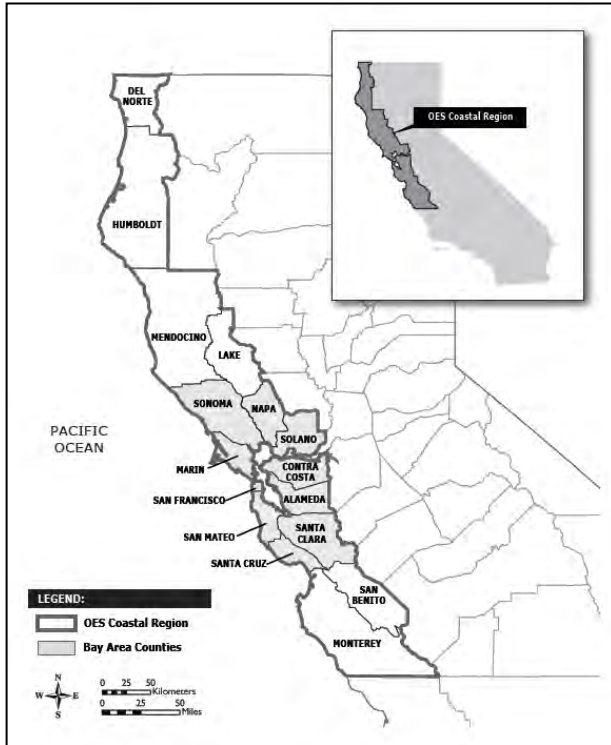 DEL
NORTE
OES Coastal Region
HUMBOLDT
MENDOCINO
LAKE
SONOMA
NAPA
SOLANO
PACIFIC
OCEAN
MARIN
CONTRA
COSTA
SAN FRANCISCO
ALAMEDA
SAN MATEO
SANTA
CLARA
SANTA CRUZ
SAN
BENITO
MONTEREY
LEGEND:
OES Coastal Region
Bay Area Counties
N
W E
S
0 25 50
Kilometers
0 25 50
Miles